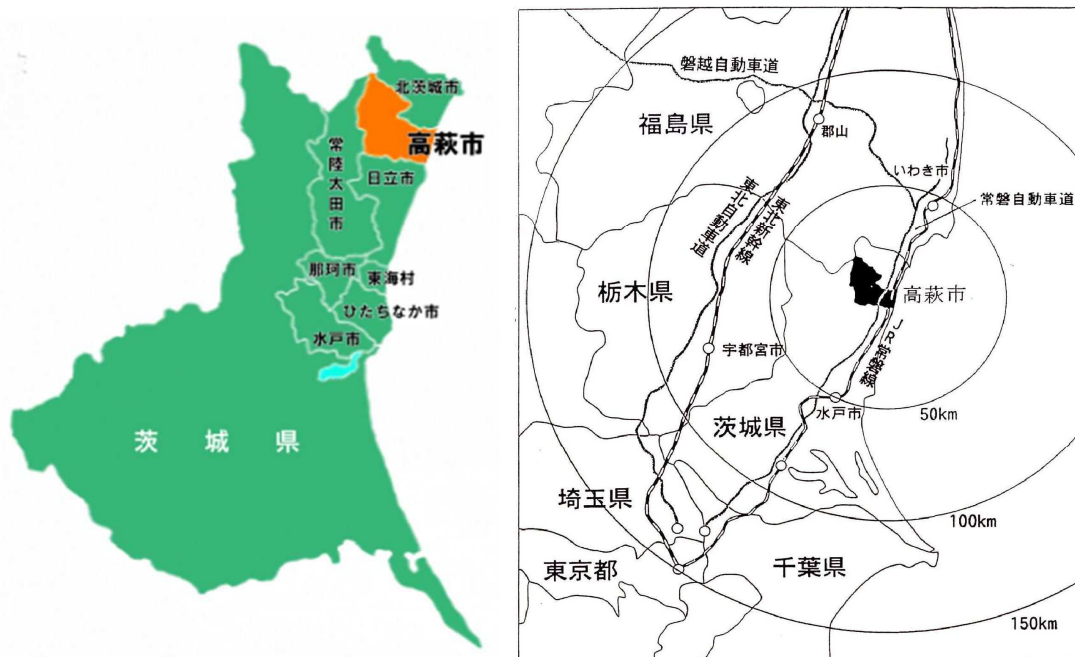 北茨城市
高萩市
常陸太田市
日立市
那珂市
東海村
ひたちなか市
水戸市
茨城県
磐越自動車道
福島県
郡山
いわき市
常磐自動車道
東北新幹線
東北自動車道
栃木県
高萩市
宇都宮市
JR常磐線
水戸市
50km
茨城県
埼玉県
100km
東京都
千葉県
150km